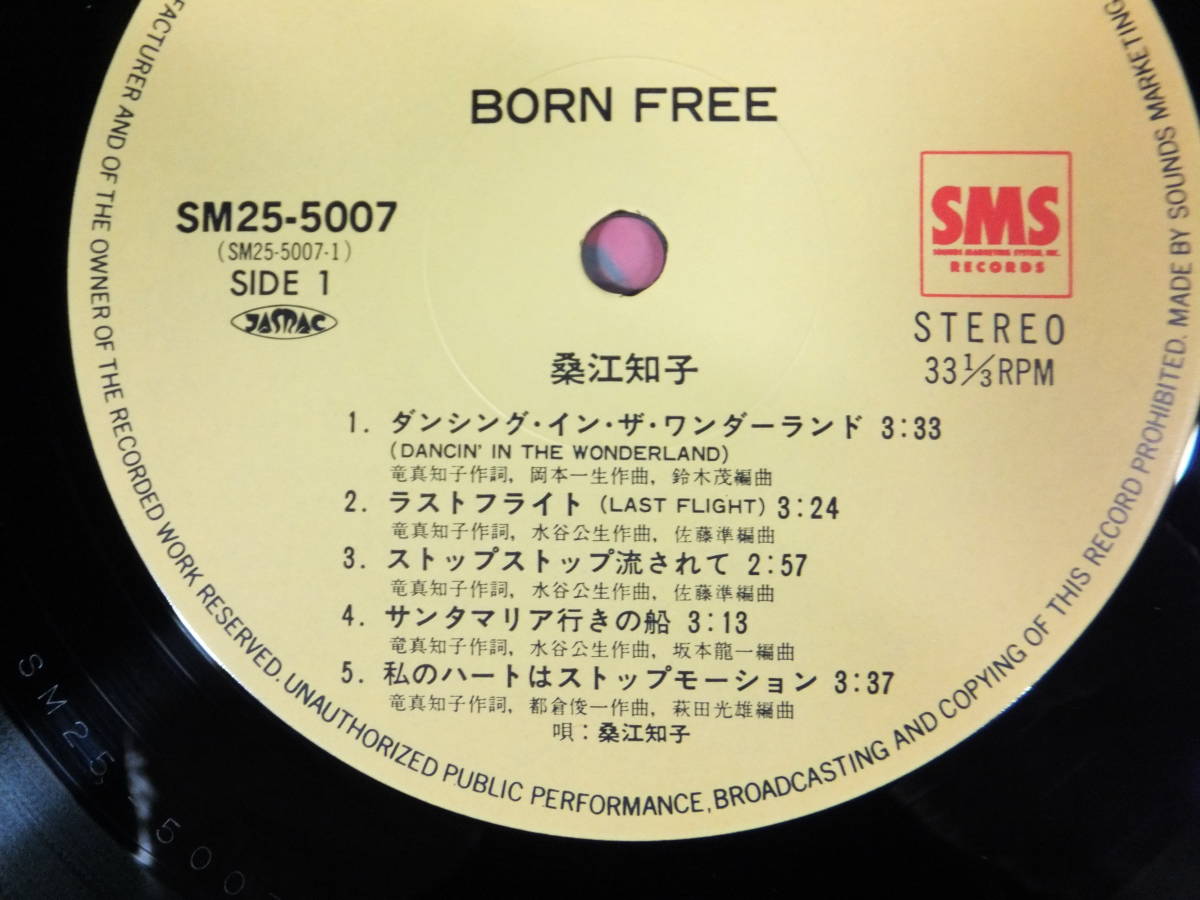 BORN FREE
SM25-5007
(SM25-5007-1)
SIDE 1
JASRAC
SMS
SOUNDS MARKETING SYSTEM, INC.
RECORDS
STEREO
33 1/3 RPM
桑江知子
1. ダンシング・イン・ザ・ワンダーランド 3:33
(DANCIN' IN THE WONDERLAND)
竜真知子作詞, 岡本一生作曲, 鈴木茂編曲
2. ラストフライト (LAST FLIGHT) 3:24
竜真知子作詞, 水谷公生作曲, 佐藤準編曲
3. ストップストップ流されて 2:57
竜真知子作詞, 水谷公生作曲, 佐藤準編曲
4. サンタマリア行きの船 3:13
竜真知子作詞, 水谷公生作曲, 坂本龍一編曲
5. 私のハートはストップモーション 3:37
竜真知子作詞, 都倉俊一作曲, 萩田光雄編曲
唄:桑江知子
FACTURER AND OF THE OWNER OF THE RECORDED WORK RESERVED. UNAUTHORIZED PUBLIC PERFORMANCE, BROADCASTING AND COPYING OF THIS RECORD PROHIBITED. MADE BY SOUNDS MARKETING
SM25-500